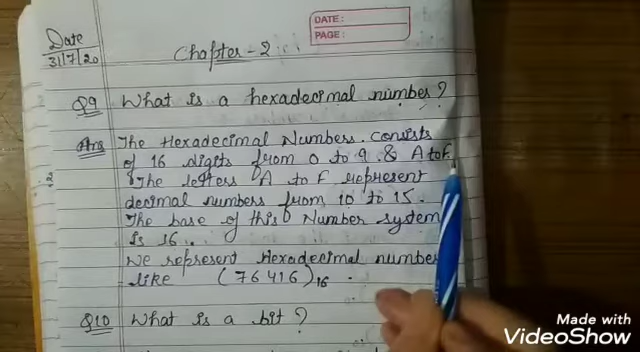 DATE :
PAGE :
Date
31/7/20
Chapter - 2
Q9 What is a hexadecimal number ?
Ans The Hexadecimal Numbers. consists
of 16 digits from 0 to 9 & A to F.
The letters A to F represent
decimal numbers from 10 to 15.
The base of this Number system
is 16.
We represent Hexadecimal number
like (76416)16 .
Q10 What is a bit ?
Made with
VideoShow